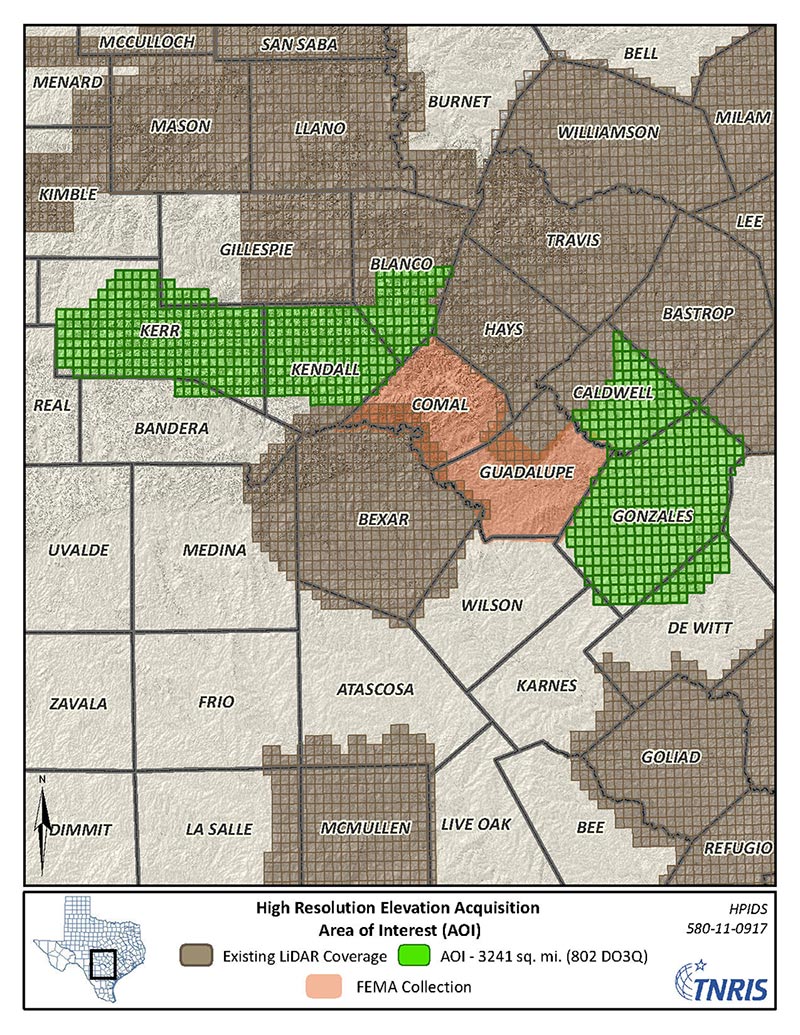 MCCULLOCH
SAN SABA
BELL
MENARD
BURNET
MILAM
MASON
LLANO
WILLIAMSON
KIMBLE
LEE
GILLESPIE
TRAVIS
BLANCO
BASTROP
KERR
HAYS
KENDALL
CALDWELL
REAL
COMAL
BANDERA
GUADALUPE
BEXAR
GONZALES
UVALDE
MEDINA
WILSON
DE WITT
ZAVALA
FRIO
ATASCOSA
KARNES
GOLIAD
N
DIMMIT
LA SALLE
MCMULLEN
LIVE OAK
BEE
REFUGIO
High Resolution Elevation Acquisition
Area of Interest (AOI)
HPIDS
580-11-0917
Existing LiDAR Coverage
AOI - 3241 sq. mi. (802 DO3Q)
FEMA Collection
TNRIS